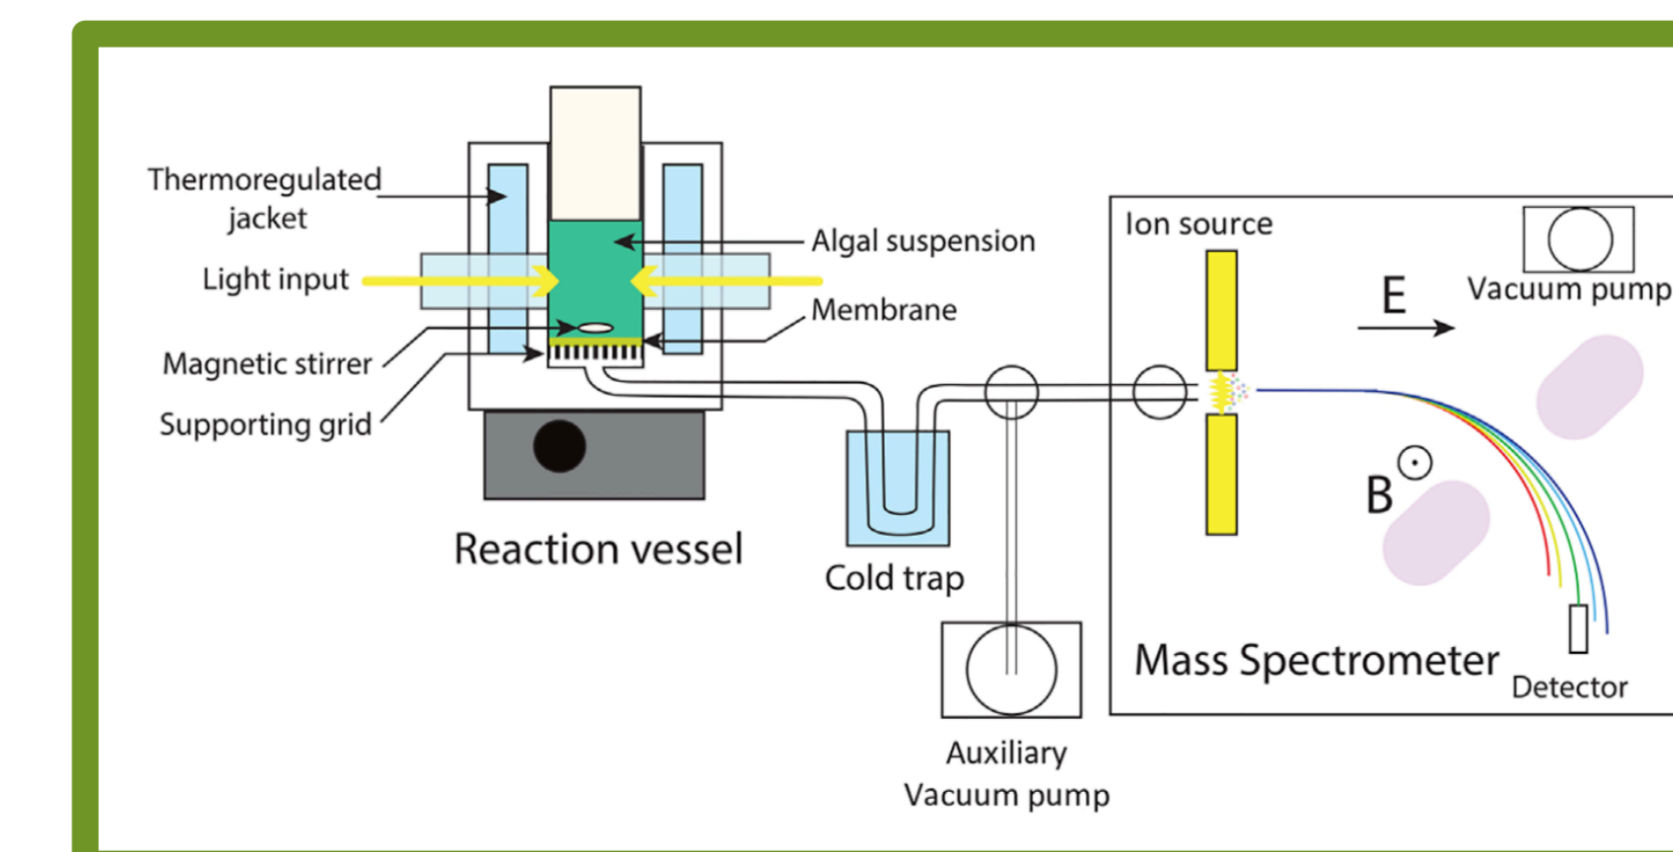 Thermoregulated
jacket
Light input
Magnetic stirrer
Supporting grid
Algal suspension
Membrane
Reaction vessel
Cold trap
Auxiliary
Vacuum pump
Ion source
E
Vacuum pump
B
Mass Spectrometer
Detector